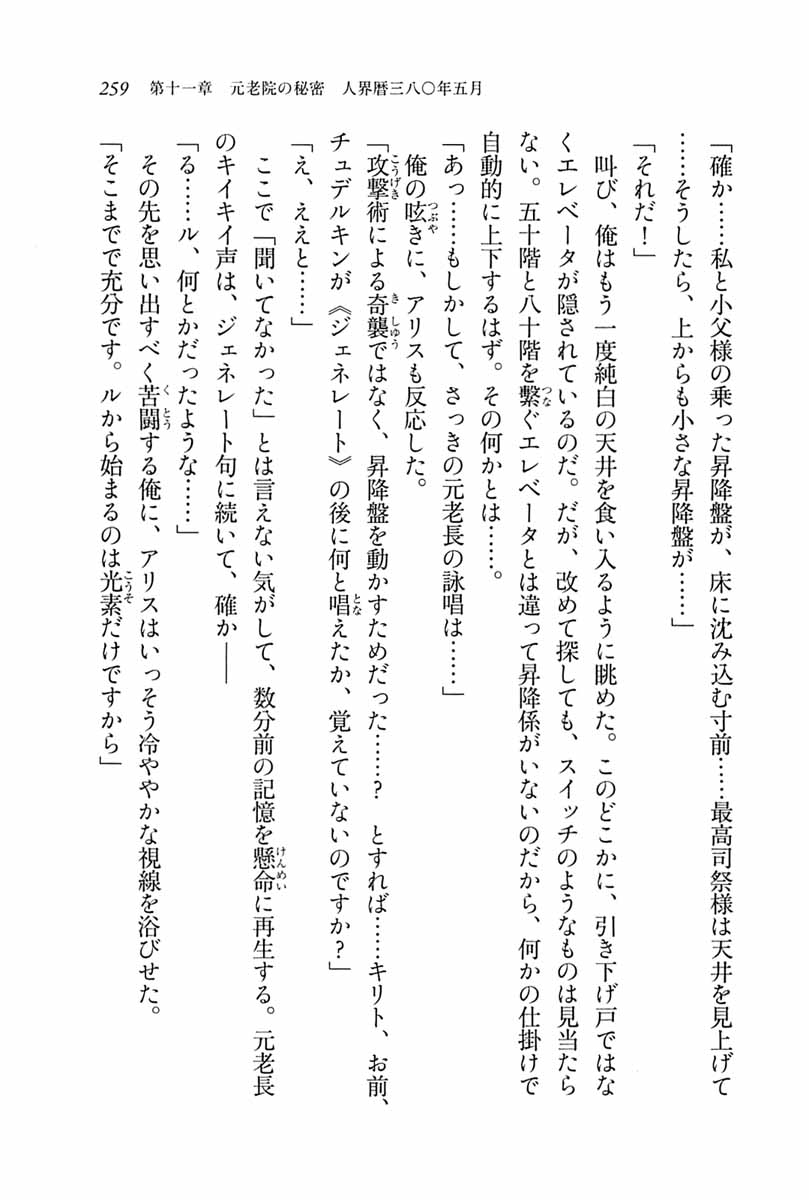 259 第十一章 元老院の秘密 人界暦三八〇年五月
「確か……私と小父様の乗った昇降盤が、床に沈み込む寸前……最高司祭様は天井を見上げて
……そうしたら、上からも小さな昇降盤が……」
「それだ！」
叫び、俺はもう一度純白の天井を食い入るように眺めた。このどこかに、引き下げ戸ではな
くエレベータが隠されているのだ。だが、改めて探しても、スイッチのようなものは見当たら
ない。五十階と八十階を繫ぐエレベータとは違って昇降係がいないのだから、何かの仕掛けで
自動的に上下するはず。その何かとは……。
「あっ……もしかして、さっきの元老長の詠唱は……」
俺の呟きに、アリスも反応した。
「攻撃術による奇襲ではなく、昇降盤を動かすためだった……？　とすれば……キリト、お前、
チュデルキンが《ジェネレート》の後に何と唱えたか、覚えていないのですか？」
「え、ええと……」
ここで「聞いてなかった」とは言えない気がして、数分前の記憶を懸命に再生する。元老長
のキイキイ声は、ジェネレート句に続いて、確か――
「る……ル、何とかだったような……」
その先を思い出すべく苦闘する俺に、アリスはいっそう冷ややかな視線を浴びせた。
「そこまでで充分です。ルから始まるのは光素だけですから」